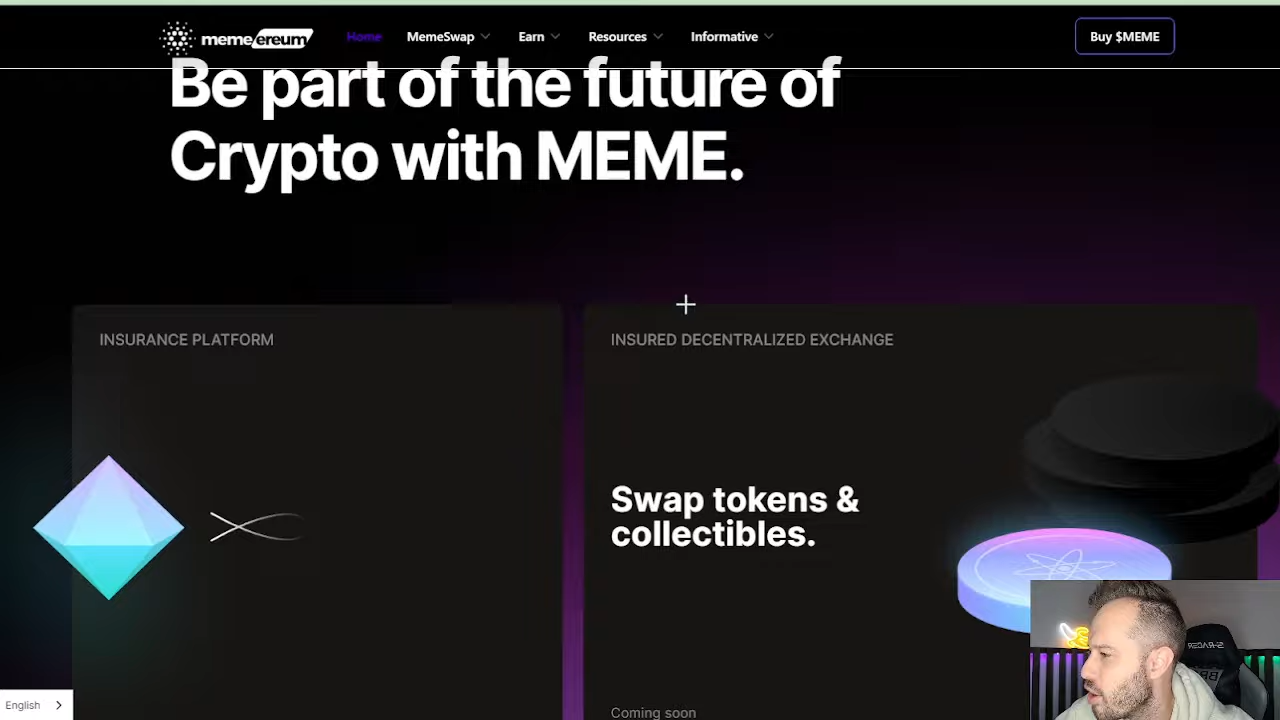 memeereum
Home
MemeSwap
Earn
Resources
Informative
Buy $MEME
Be part of the future of
Crypto with MEME.
INSURANCE PLATFORM
INSURED DECENTRALIZED EXCHANGE
Swap tokens &
collectibles.
Coming soon
English